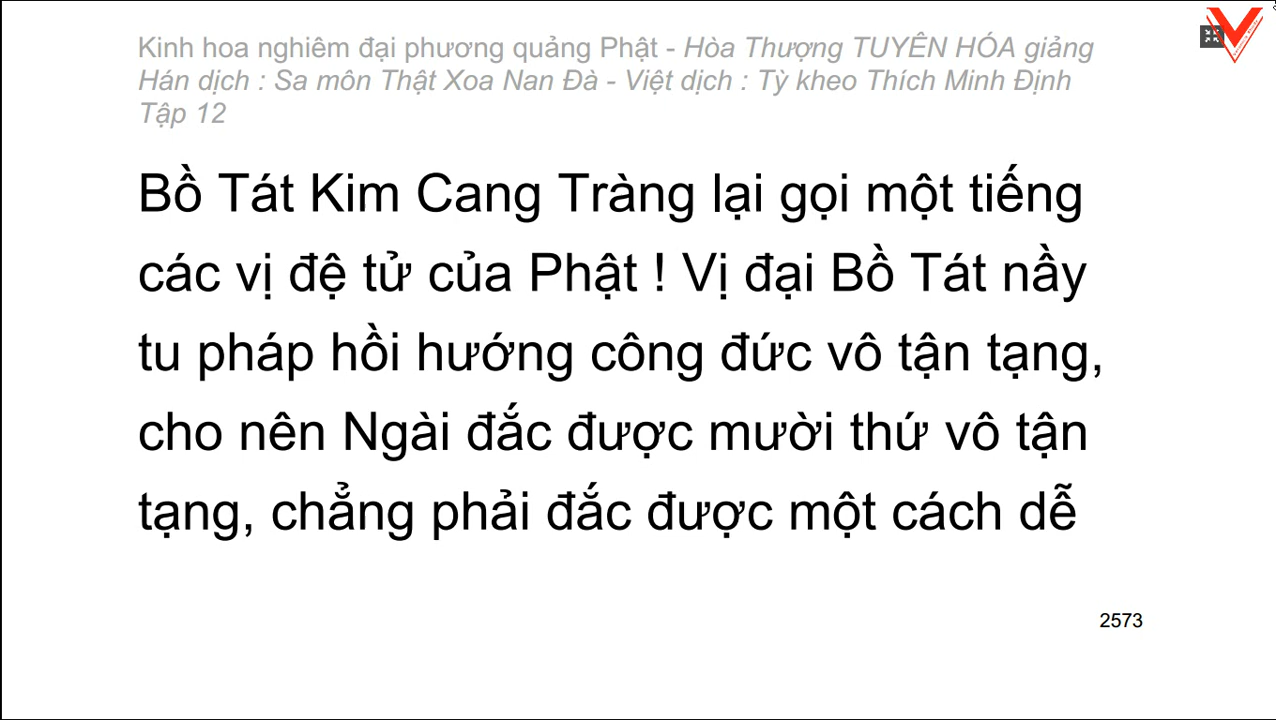 Kinh hoa nghiêm đại phương quảng Phật - Hòa Thượng TUYÊN HÓA giảng
Hán dịch : Sa môn Thật Xoa Nan Đà - Việt dịch : Tỳ kheo Thích Minh Định
Tập 12
Bồ Tát Kim Cang Tràng lại gọi một tiếng
các vị đệ tử của Phật ! Vị đại Bồ Tát nầy
tu pháp hồi hướng công đức vô tận tạng,
cho nên Ngài đắc được mười thứ vô tận
tạng, chẳng phải đắc được một cách dễ
2573